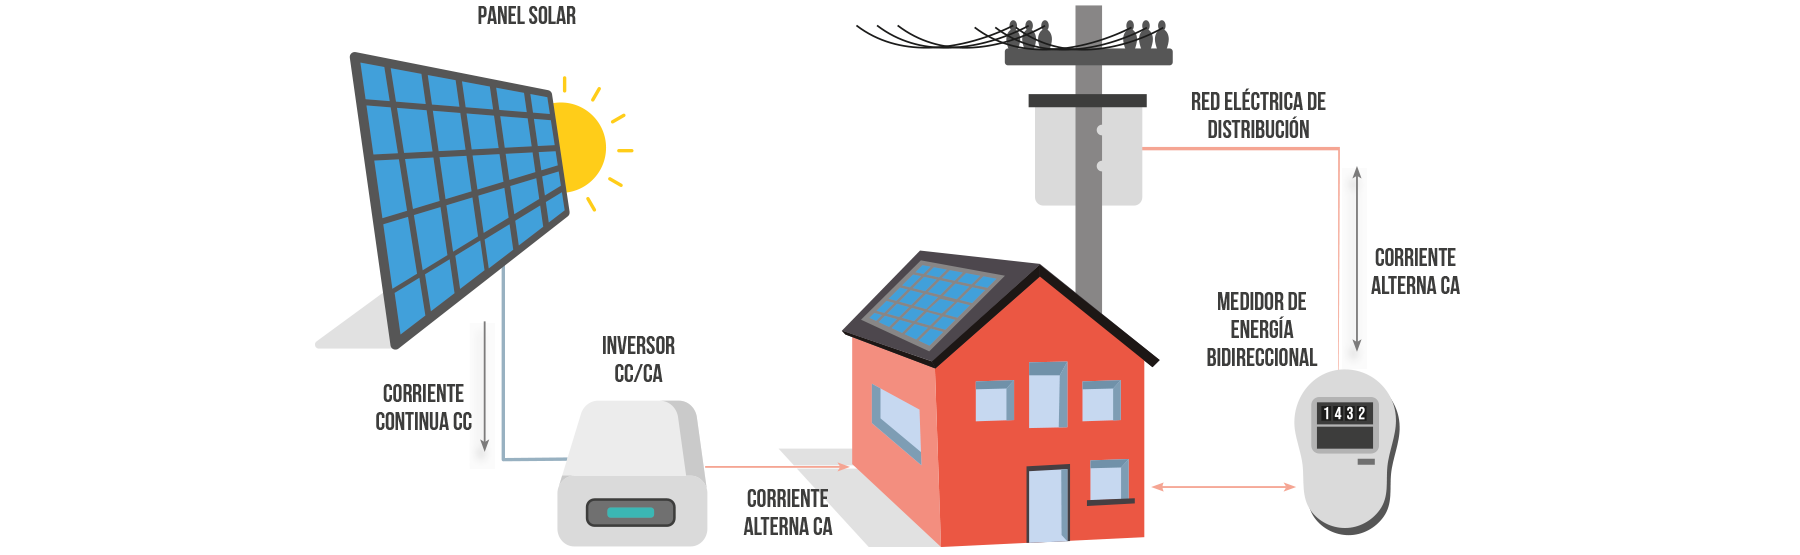 PANEL SOLAR
RED ELÉCTRICA DE
DISTRIBUCIÓN
CORRIENTE
ALTERNA CA
MEDIDOR DE
ENERGÍA
BIDIRECCIONAL
INVERSOR
CC/CA
CORRIENTE
CONTINUA CC
1432
CORRIENTE
ALTERNA CA